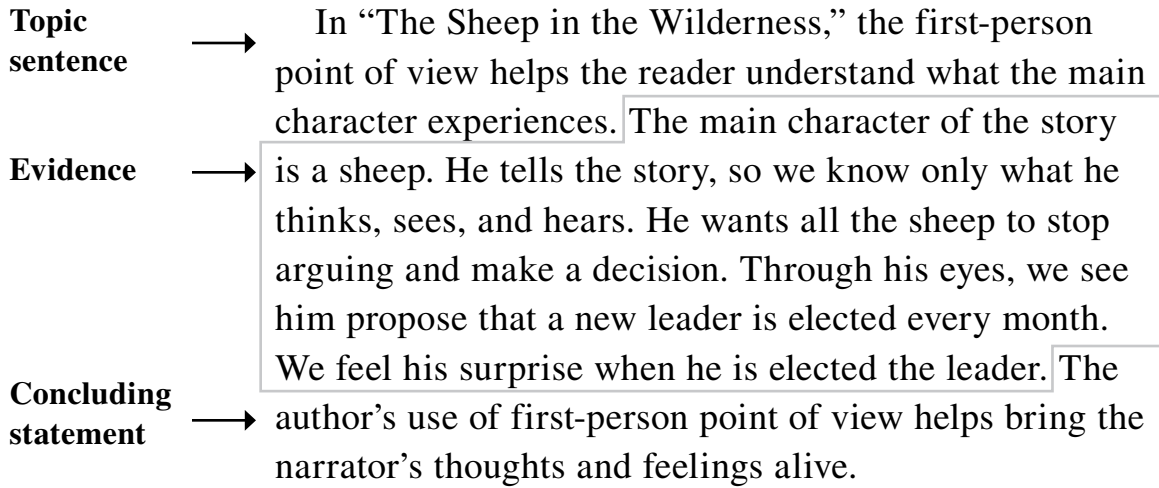 Topic
sentence
In “The Sheep in the Wilderness,” the first-person
point of view helps the reader understand what the main
character experiences. The main character of the story
Evidence
is a sheep. He tells the story, so we know only what he
thinks, sees, and hears. He wants all the sheep to stop
arguing and make a decision. Through his eyes, we see
him propose that a new leader is elected every month.
We feel his surprise when he is elected the leader. The
Concluding
statement
author’s use of first-person point of view helps bring the
narrator’s thoughts and feelings alive.